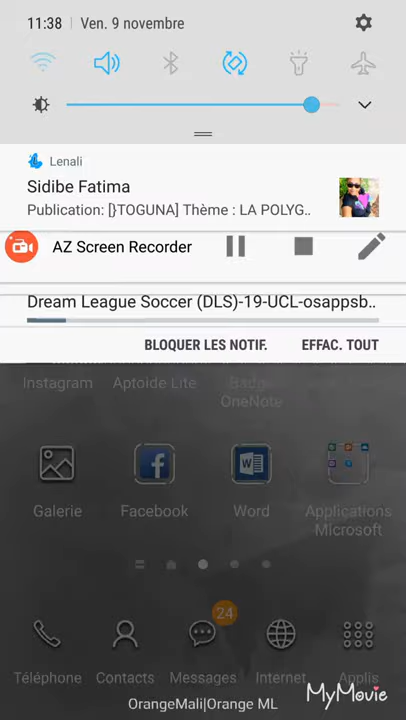 11:38 | Ven. 9 novembre
Lenali
Sidibe Fatima
Publication: [}TOGUNA] Thème : LA POLYG..
AZ Screen Recorder
Dream League Soccer (DLS)-19-UCL-osappsb..
BLOQUER LES NOTIF. EFFAC. TOUT
Instagram Aptoide Lite Badg
OneNote
Galerie Facebook Word Applications
Microsoft
24
Téléphone Contacts Messages Internet Applis
OrangeMali|Orange ML
MyMovie